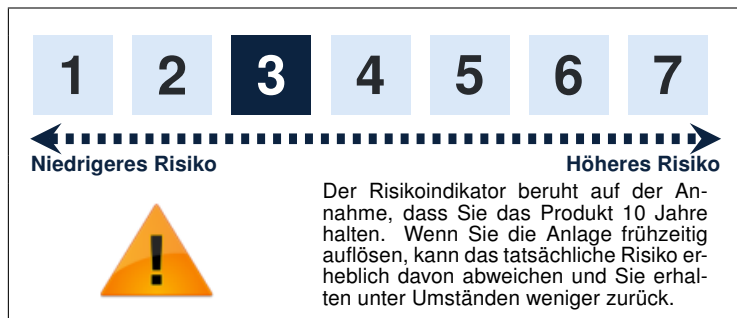 1 2 3 4 5 6 7
Niedrigeres Risiko Höheres Risiko
Der Risikoindikator beruht auf der An-
nahme, dass Sie das Produkt 10 Jahre
halten. Wenn Sie die Anlage frühzeitig
auflösen, kann das tatsächliche Risiko er-
heblich davon abweichen und Sie erhal-
ten unter Umständen weniger zurück.